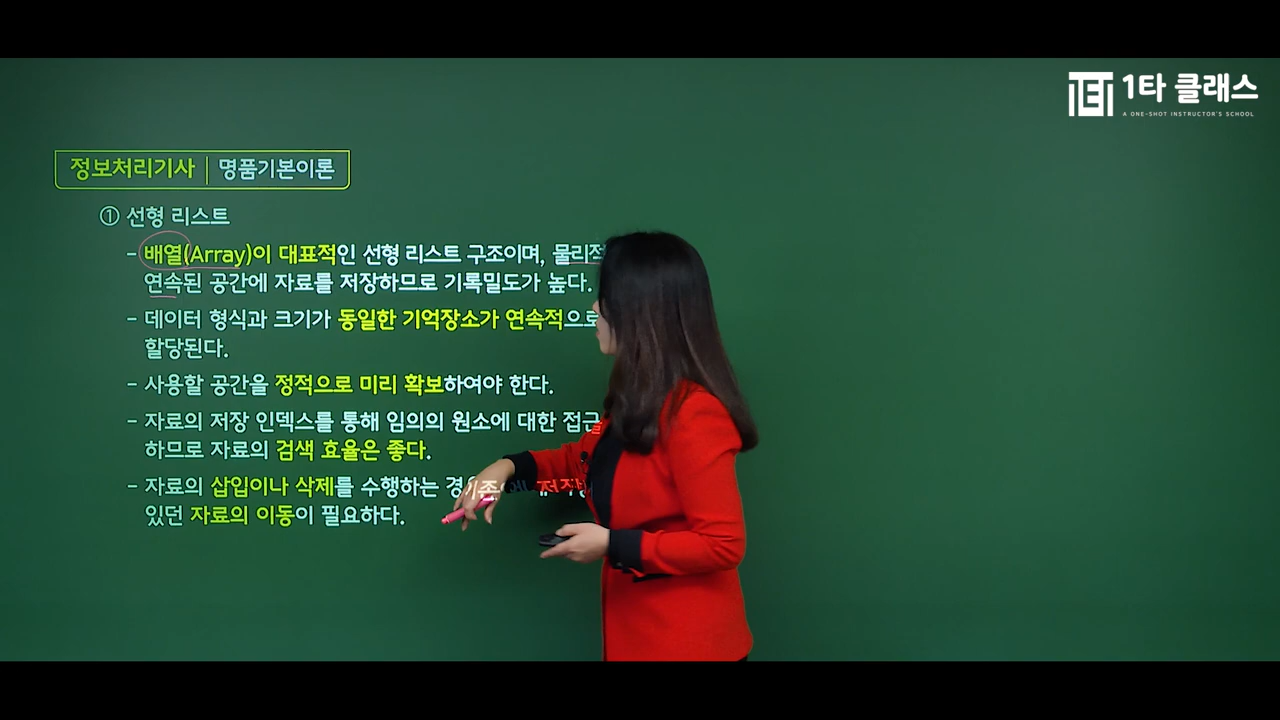 1타 클래스
A ONE-SHOT INSTRUCTOR'S SCHOOL
정보처리기사 | 명품기본이론
① 선형 리스트
- 배열(Array)이 대표적인 선형 리스트 구조이며, 물리적
연속된 공간에 자료를 저장하므로 기록밀도가 높다.
- 데이터 형식과 크기가 동일한 기억장소가 연속적으로
할당된다.
- 사용할 공간을 정적으로 미리 확보하여야 한다.
- 자료의 저장 인덱스를 통해 임의의 원소에 대한 접근
하므로 자료의 검색 효율은 좋다.
- 자료의 삽입이나 삭제를 수행하는 저장
있던 자료의 이동이 필요하다.